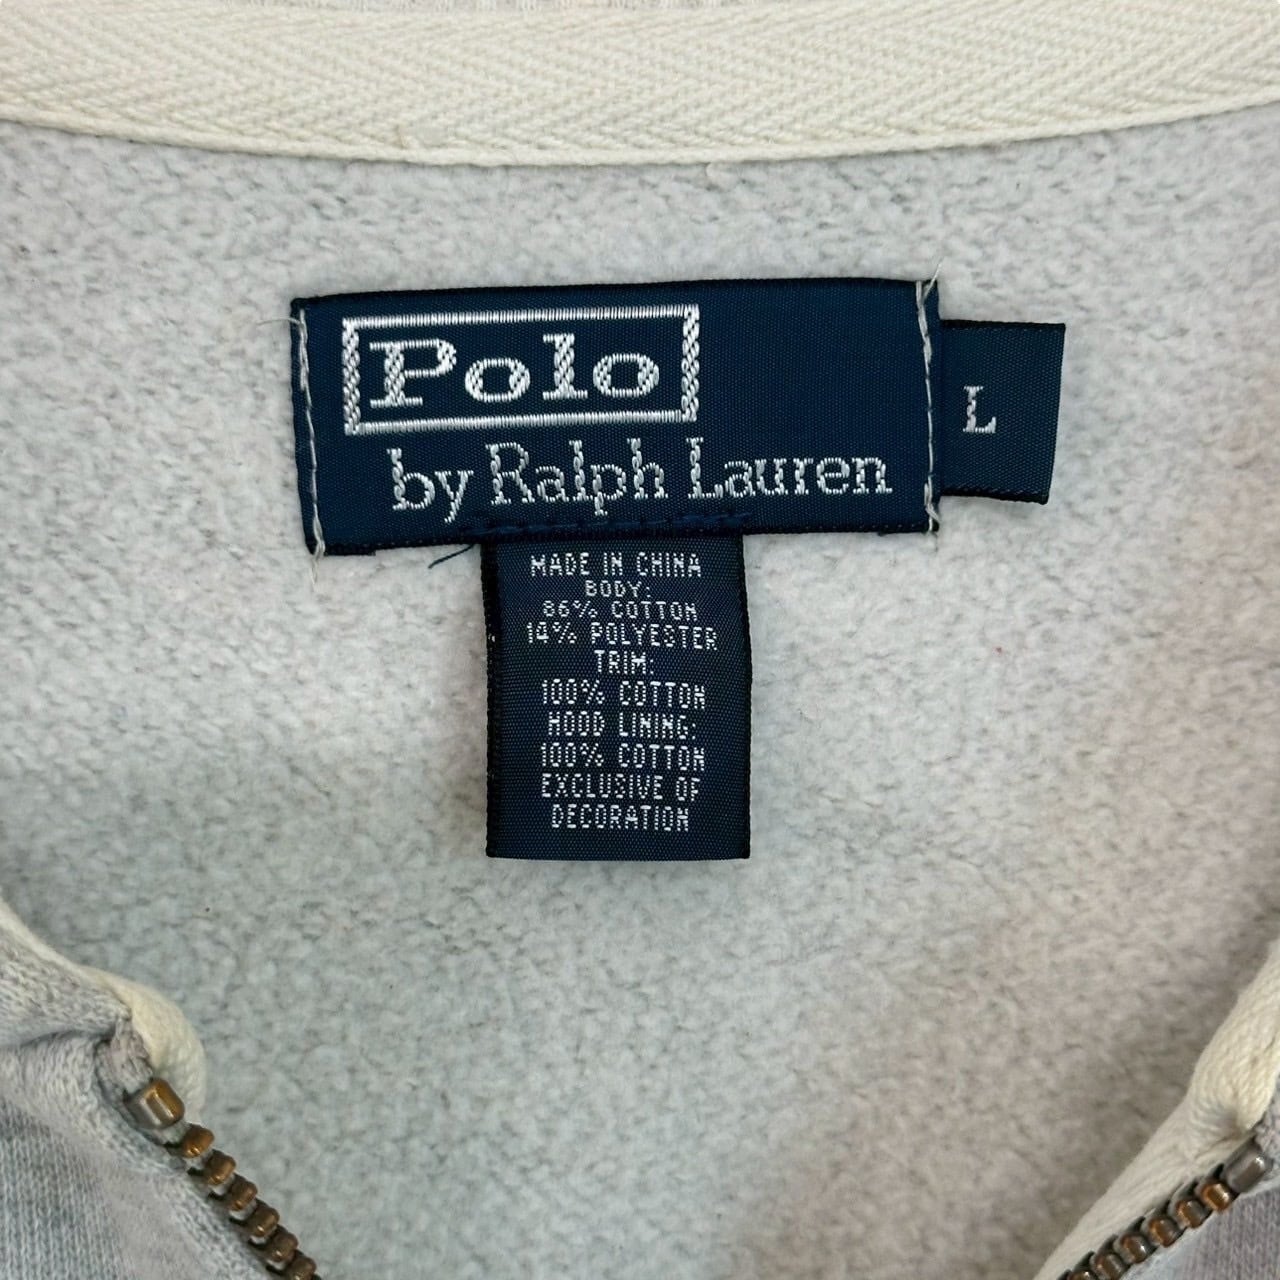 Polo
by Ralph Lauren
L
MADE IN CHINA
BODY:
86% COTTON
14% POLYESTER
TRIM:
100% COTTON
HOOD LINING:
100% COTTON
EXCLUSIVE OF
DECORATION